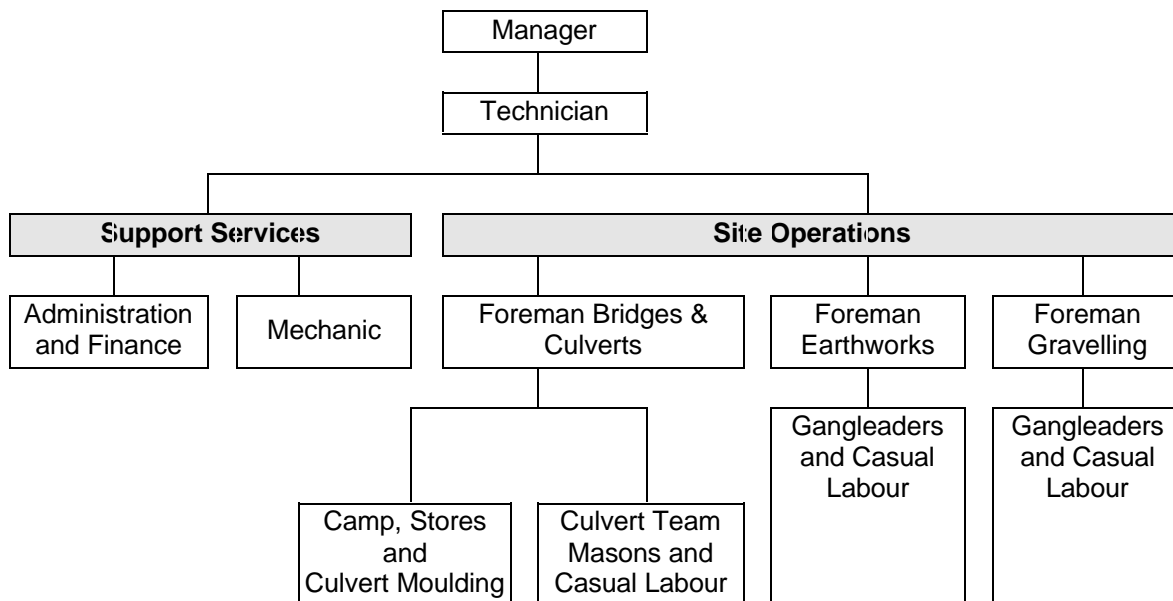 Manager
Technician
Support Services
Site Operations
Administration
and Finance
Mechanic
Foreman Bridges &
Culverts
Foreman
Earthworks
Foreman
Gravelling
Gangleaders
and Casual
Labour
Gangleaders
and Casual
Labour
Camp, Stores
and
Culvert Moulding
Culvert Team
Masons and
Casual Labour